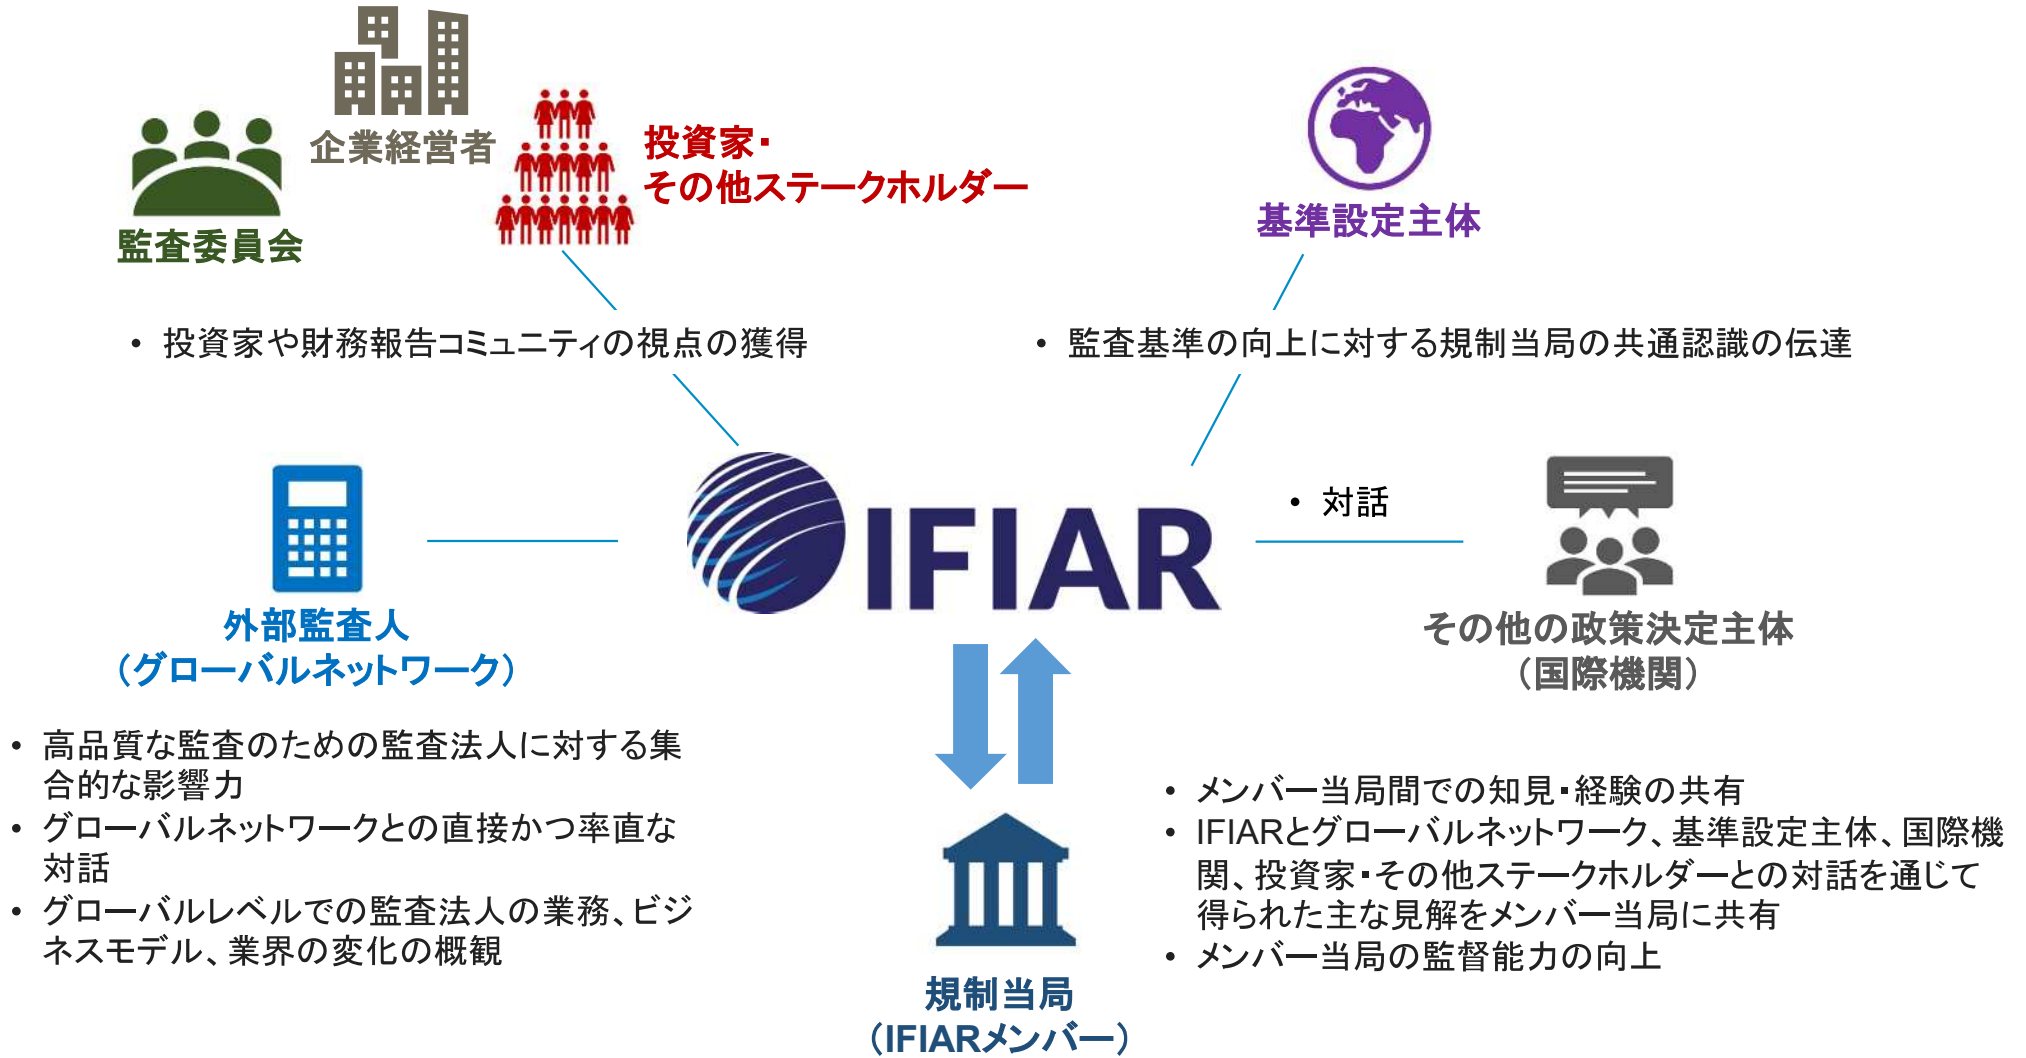 企業経営者
監査委員会
投資家・
その他ステークホルダー
基準設定主体
• 投資家や財務報告コミュニティの視点の獲得
• 監査基準の向上に対する規制当局の共通認識の伝達
IFIAR
• 対話
外部監査人
（グローバルネットワーク）
その他の政策決定主体
（国際機関）
• 高品質な監査のための監査法人に対する集
合的な影響力
• グローバルネットワークとの直接かつ率直な
対話
• グローバルレベルでの監査法人の業務、ビジ
ネスモデル、業界の変化の概観
• メンバー当局間での知見・経験の共有
• IFIARとグローバルネットワーク、基準設定主体、国際機
関、投資家・その他ステークホルダーとの対話を通じて
得られた主な見解をメンバー当局に共有
• メンバー当局の監督能力の向上
規制当局
（IFIARメンバー）